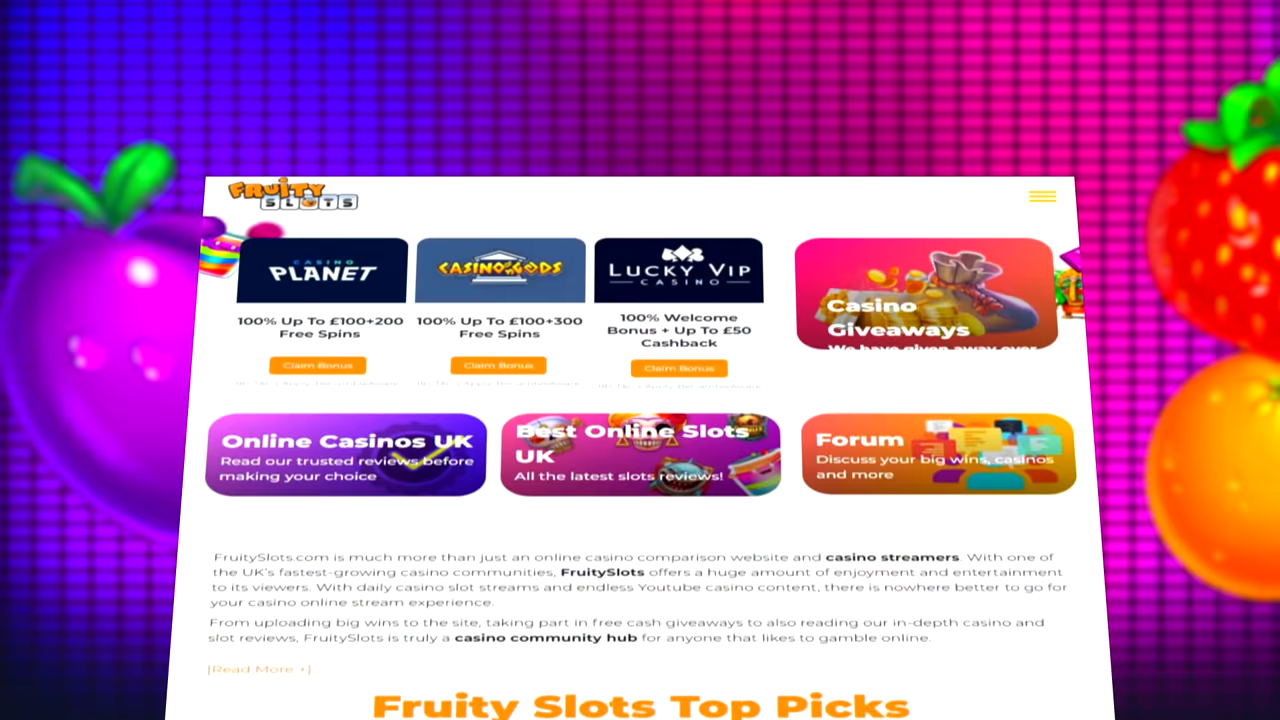 FRUITY
SLOTS
CASINO
PLANET
CASINO GODS
LUCKY VIP
CASINO
100% Up To £100+200
Free Spins
100% Up To £100+300
Free Spins
100% Welcome
Bonus + Up To £50
Cashback
Claim Bonus
Claim Bonus
Claim Bonus
Casino
Giveaways
We have given away over
Online Casinos UK
Read our trusted reviews before
making your choice
Best Online Slots
UK
All the latest slots reviews!
Forum
Discuss your big wins, casinos
and more
FruitySlots.com is much more than just an online casino comparison website and casino streamers. With one of
the UK's fastest-growing casino communities, FruitySlots offers a huge amount of enjoyment and entertainment
to its viewers. With daily casino slot streams and endless Youtube casino content, there is nowhere better to go for
your casino online stream experience.
From uploading big wins to the site, taking part in free cash giveaways to also reading our in-depth casino and
slot reviews, FruitySlots is truly a casino community hub for anyone that likes to gamble online.
[Read More +]
Fruity Slots Top Picks